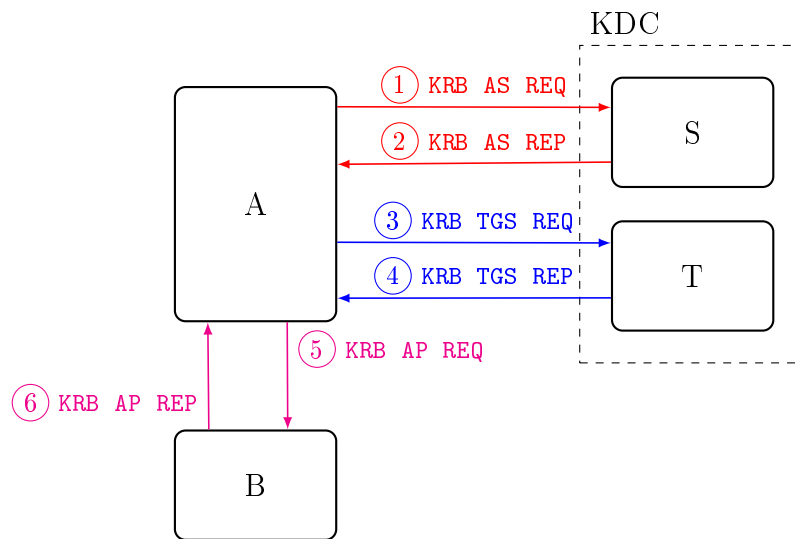 KDC
1 KRB AS REQ
S
2 KRB AS REP
A
3 KRB TGS REQ
T
4 KRB TGS REP
5 KRB AP REQ
6 KRB AP REP
B